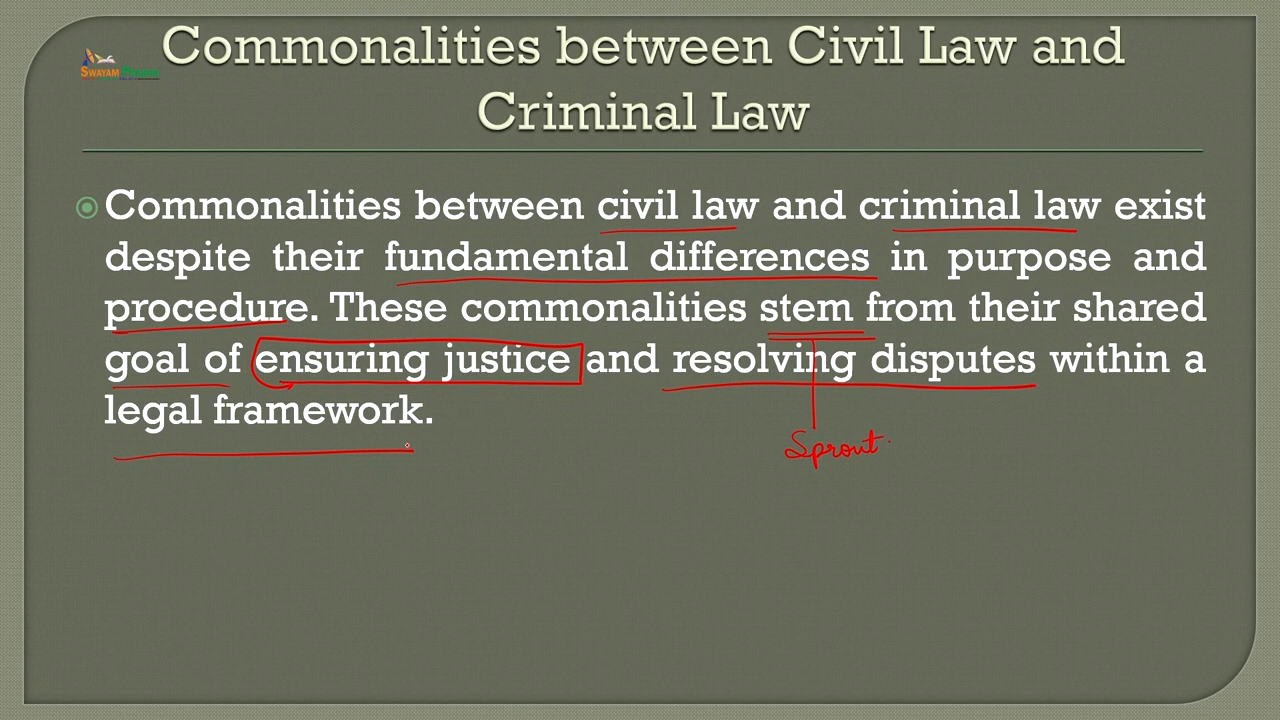 Commonalities between Civil Law and
Criminal Law
SWAYAM PRABHA
Commonalities between civil law and criminal law exist
despite their fundamental differences in purpose and
procedure. These commonalities stem from their shared
goal of ensuring justice and resolving disputes within a
legal framework.
Sprout